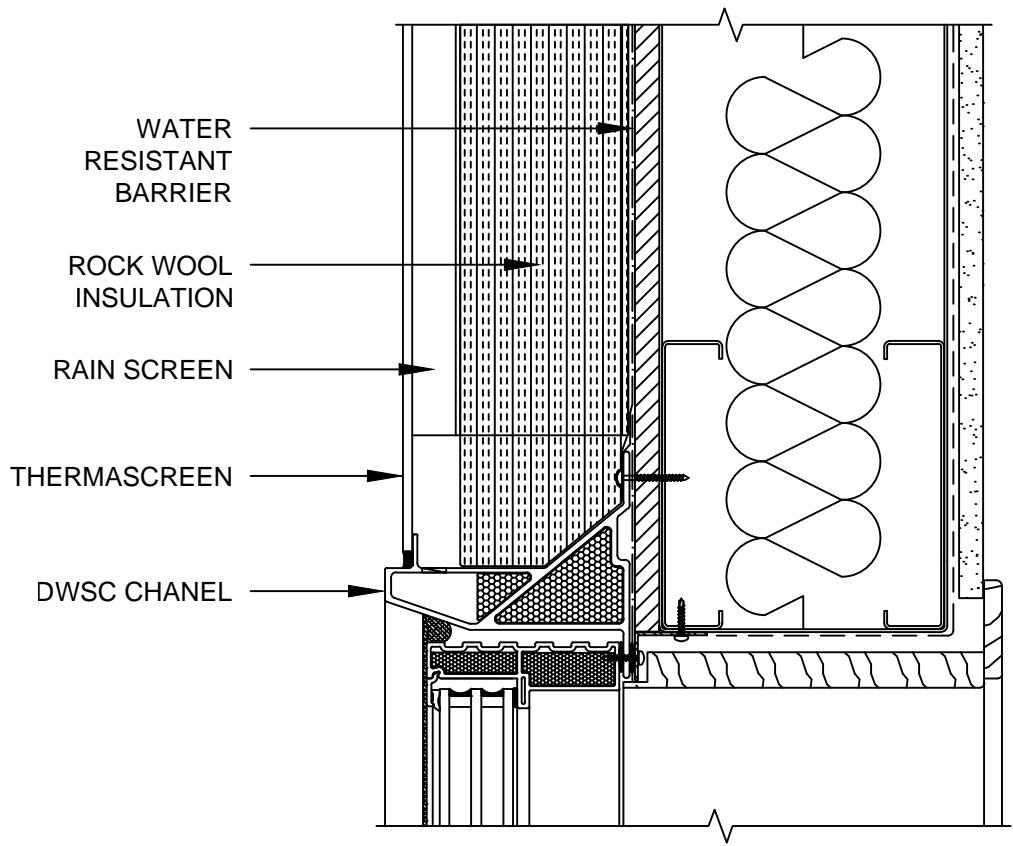 WATER
RESISTANT
BARRIER
ROCK WOOL
INSULATION
RAIN SCREEN
THERMASCREEN
DWSC CHANEL